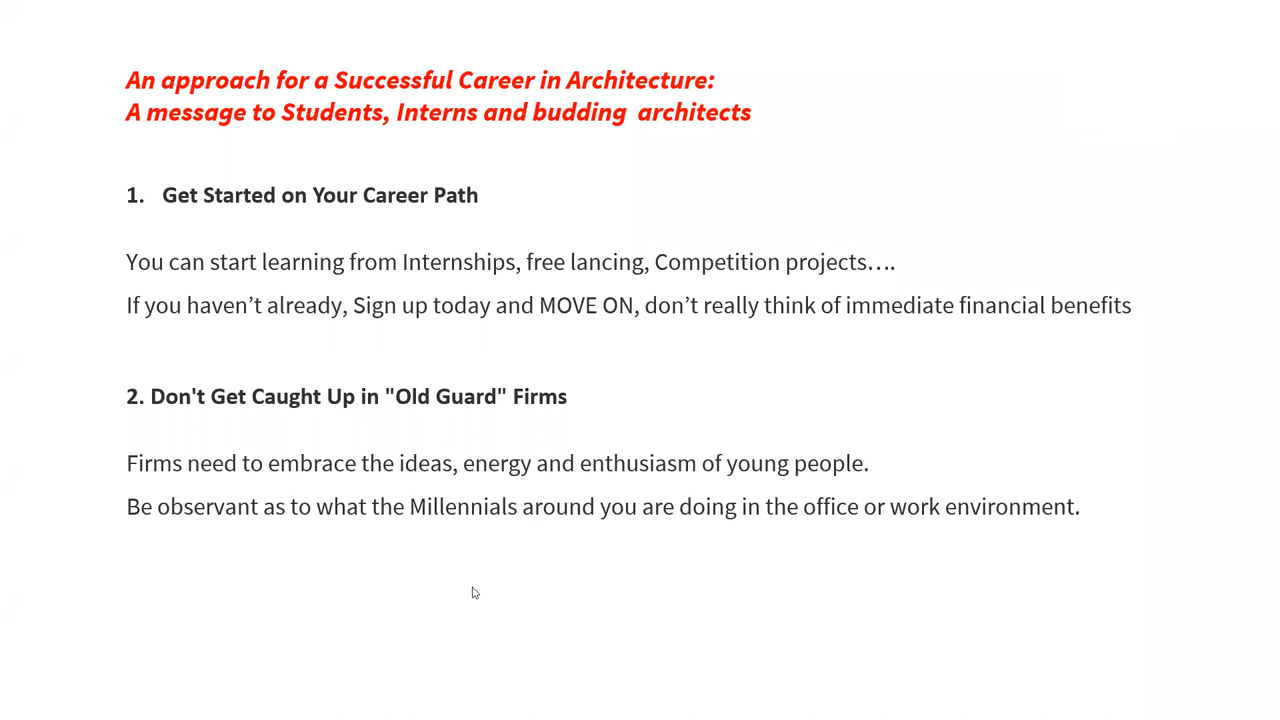 An approach for a Successful Career in Architecture:
A message to Students, Interns and budding  architects
1. Get Started on Your Career Path
You can start learning from Internships, free lancing, Competition projects….
If you haven’t already, Sign up today and MOVE ON, don’t really think of immediate financial benefits
2. Don't Get Caught Up in "Old Guard" Firms
Firms need to embrace the ideas, energy and enthusiasm of young people.
Be observant as to what the Millennials around you are doing in the office or work environment.